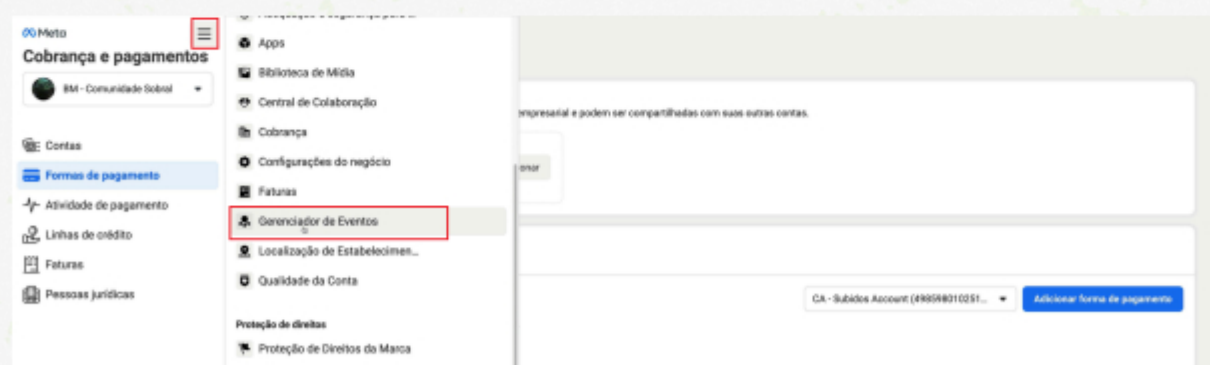 Meta
Cobrança e pagamentos
BM - Comunidade Sobral
Contas
Formas de pagamento
Atividade de pagamento
Linhas de crédito
Faturas
Pessoas jurídicas
Apps
Biblioteca de Mídia
Central de Colaboração
Cobrança
Configurações do negócio
Faturas
Gerenciador de Eventos
Localização de Estabelecimen...
Qualidade da Conta
Proteção de direitos
Proteção de Direitos da Marca
empresarial e podem ser compartilhadas com suas outras contas.
onar
CA - Subidos Account (498598010251...
Adicionar forma de pagamento